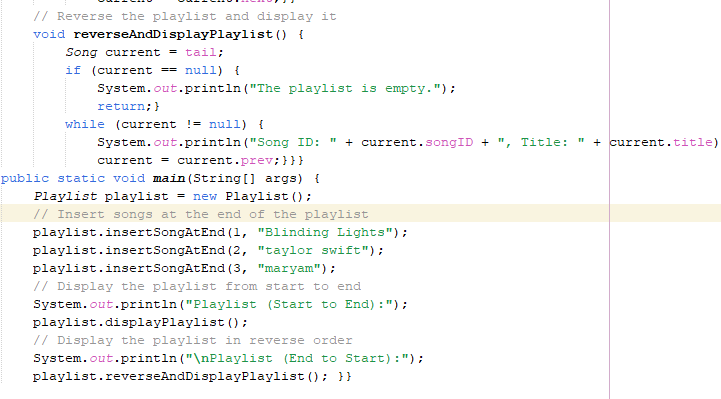 // Reverse the playlist and display it
void reverseAndDisplayPlaylist() {
Song current = tail;
if (current == null) {
System.out.println("The playlist is empty.");
return;}
while (current != null) {
System.out.println("Song ID: " + current.songID + ", Title: " + current.title)
current = current.prev;}}}
public static void main(String[] args) {
Playlist playlist = new Playlist();
// Insert songs at the end of the playlist
playlist.insertSongAtEnd(1, "Blinding Lights");
playlist.insertSongAtEnd(2, "taylor swift");
playlist.insertSongAtEnd(3, "maryam");
// Display the playlist from start to end
System.out.println("Playlist (Start to End):");
playlist.displayPlaylist();
// Display the playlist in reverse order
System.out.println("\nPlaylist (End to Start):");
playlist.reverseAndDisplayPlaylist(); }}